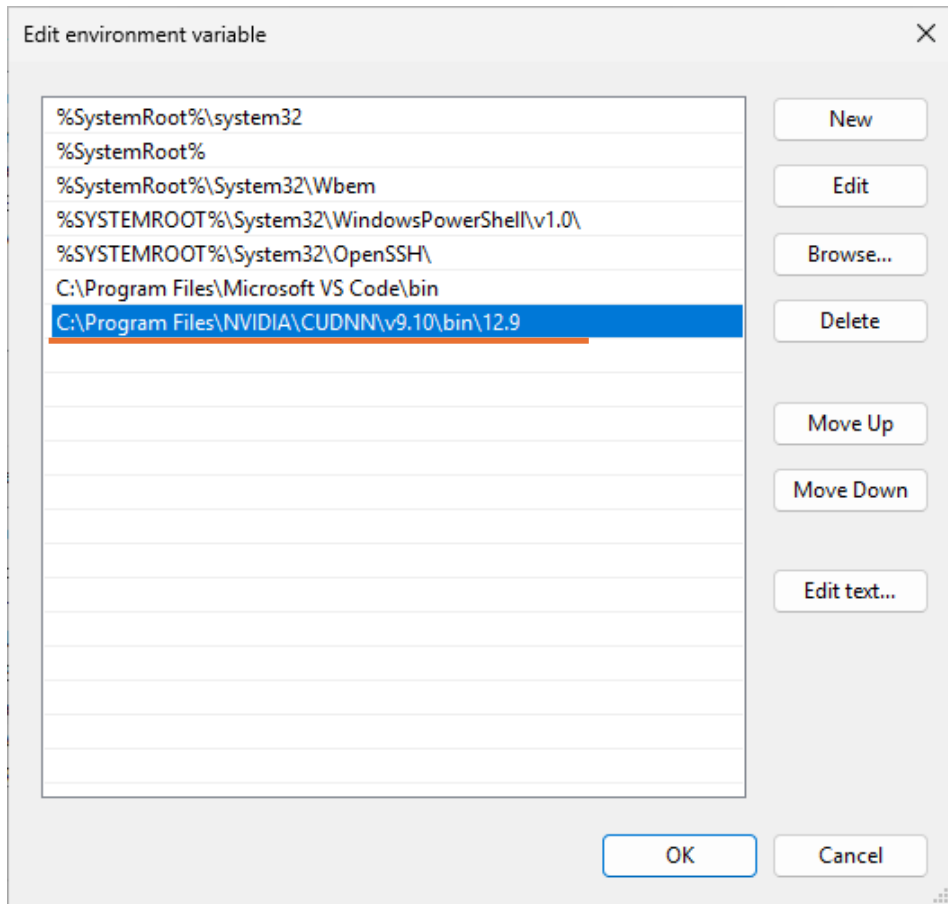 Edit environment variable
%SystemRoot%\system32
%SystemRoot%
%SystemRoot%\System32\Wbem
%SYSTEMROOT%\System32\WindowsPowerShell\v1.0\
%SYSTEMROOT%\System32\OpenSSH\
C:\Program Files\Microsoft VS Code\bin
C:\Program Files\NVIDIA\CUDNN\v9.10\bin\12.9
New
Edit
Browse...
Delete
Move Up
Move Down
Edit text...
OK
Cancel